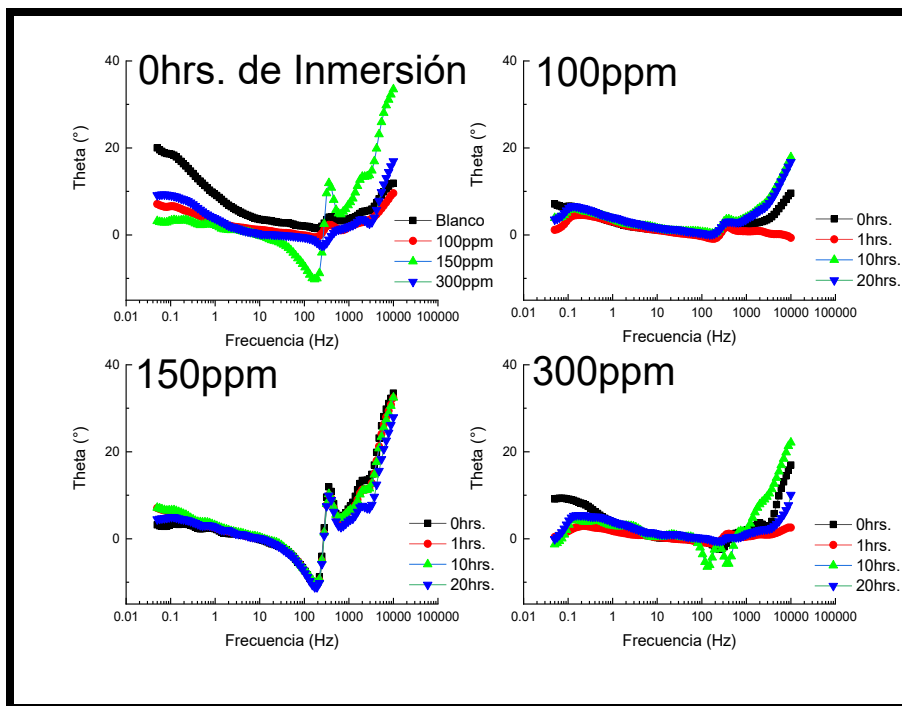 0hrs. de Inmersión
40
20
0
Theta (°)
0.01 0.1 1 10 100 1000 10000 100000
Frecuencia (Hz)
Blanco
100ppm
150ppm
300ppm
100ppm
40
20
0
Theta (°)
0.01 0.1 1 10 100 1000 10000 100000
Frecuencia (Hz)
0hrs.
1hrs.
10hrs.
20hrs.
150ppm
40
20
0
Theta (°)
0.01 0.1 1 10 100 1000 10000 100000
Frecuencia (Hz)
0hrs.
1hrs.
10hrs.
20hrs.
300ppm
40
20
0
Theta (°)
0.01 0.1 1 10 100 1000 10000 100000
Frecuencia (Hz)
0hrs.
1hrs.
10hrs.
20hrs.